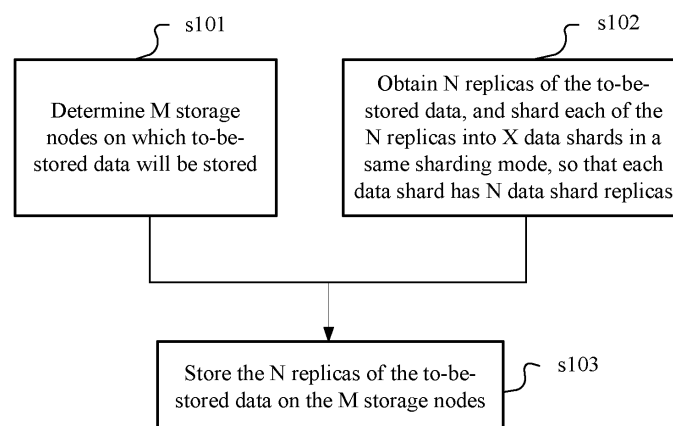 s101
s102
Determine M storage
nodes on which to-be-
stored data will be stored
Obtain N replicas of the to-be-
stored data, and shard each of the
N replicas into X data shards in
a same sharding mode, so that each
data shard has N data shard replicas
s103
Store the N replicas of the to-be-
stored data on the M storage nodes